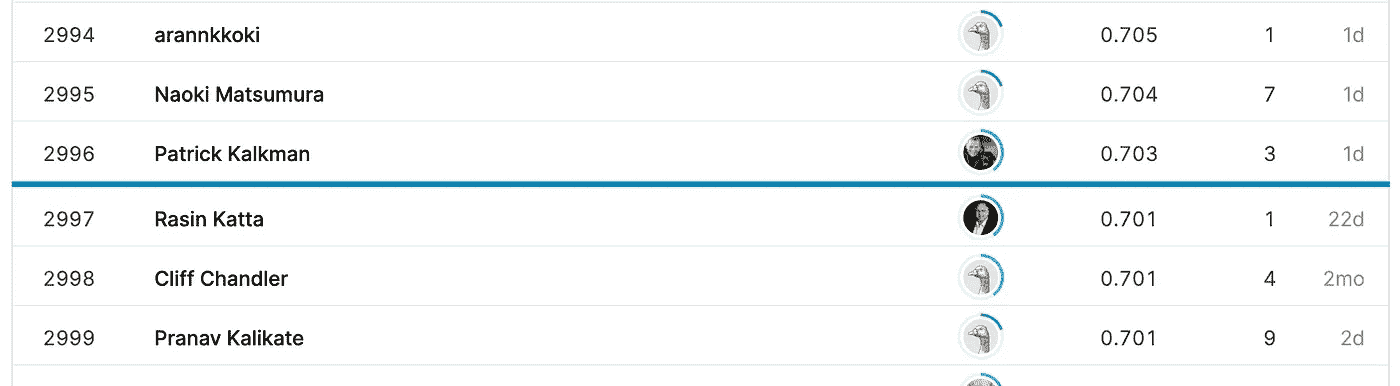 2994 arannkkoki 0.705 1 1d
2995 Naoki Matsumura 0.704 7 1d
2996 Patrick Kalkman 0.703 3 1d
2997 Rasin Katta 0.701 1 22d
2998 Cliff Chandler 0.701 4 2mo
2999 Pranav Kalikate 0.701 9 2d